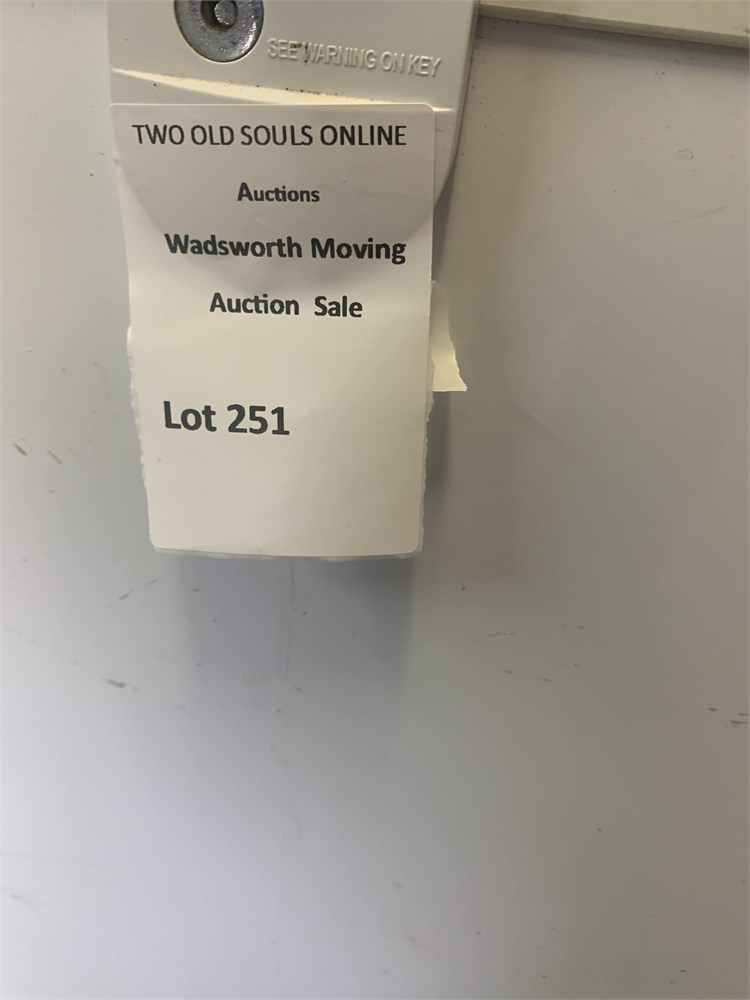 SEE WARNING ON KEY
TWO OLD SOULS ONLINE
Auctions
Wadsworth Moving
Auction Sale
Lot 251